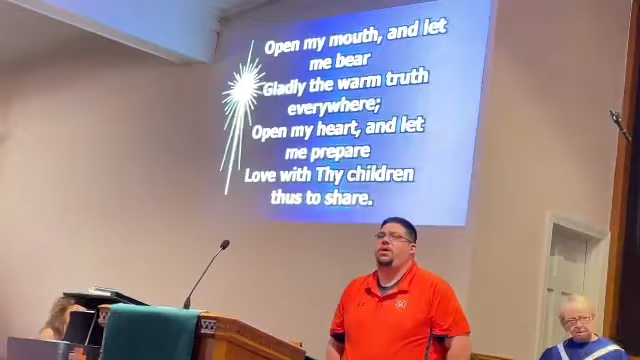 Open my mouth, and let
me bear
Gladly the warm truth
everywhere;
Open my heart, and let
me prepare
Love with Thy children
thus to share.